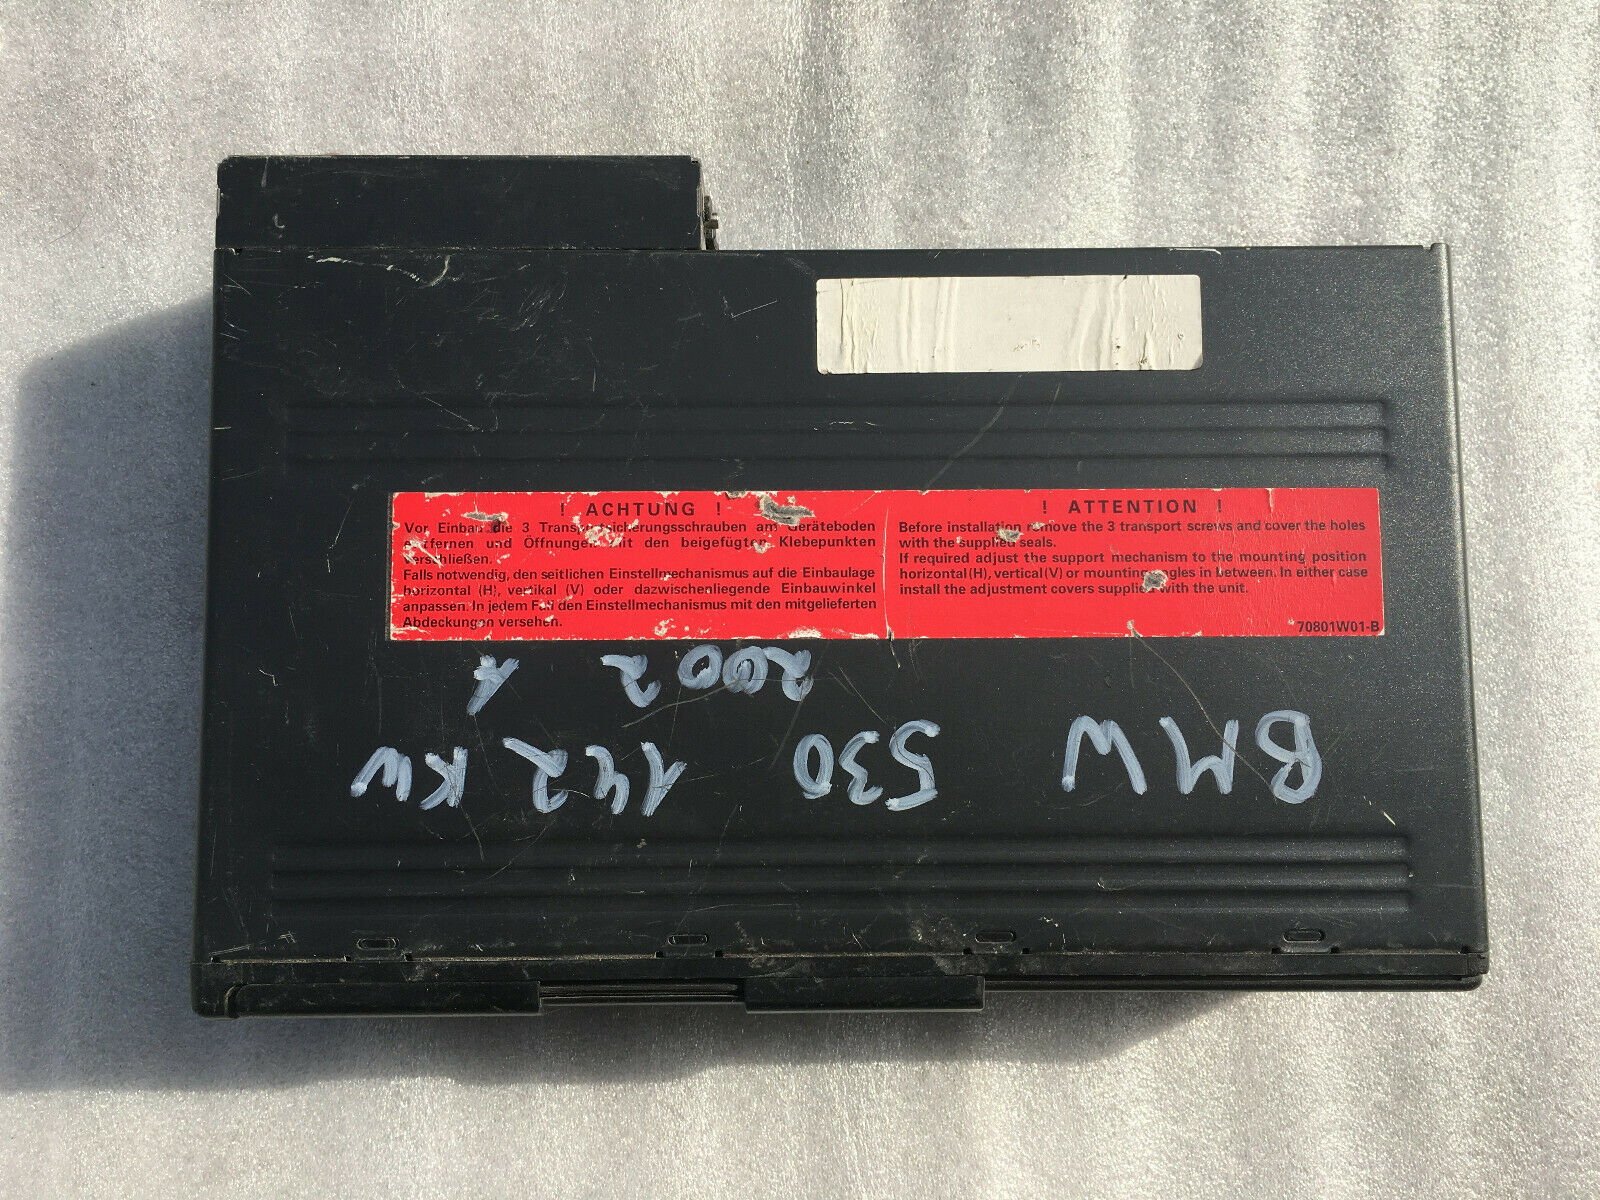 ! ACHTUNG !
Vor Einbau die 3 Transportsicherungsschrauben am Geräteboden
entfernen und Öffnungen mit den beigefügten Klebepunkten
verschließen.
Falls notwendig, den seitlichen Einstellmechanismus auf die Einbaulage
horizontal (H), vertikal (V) oder dazwischenliegende Einbauwinkel
anpassen. In jedem Fall den Einstellmechanismus mit den mitgelieferten
Abdeckungen versehen.
! ATTENTION !
Before installation remove the 3 transport screws and cover the holes
with the supplied seals.
If required adjust the support mechanism to the mounting position
horizontal (H), vertical (V) or mounting angles in between. In either case
install the adjustment covers supplied with the unit.
70801W01-B
BMW 530 142 KW
2002 1